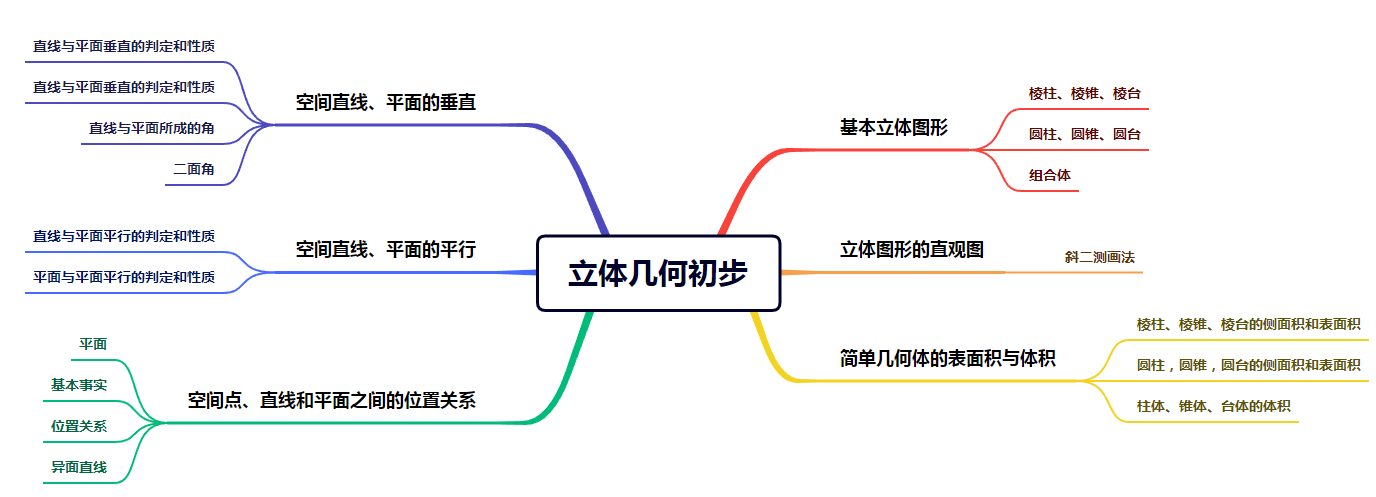 立体几何初步
基本立体图形
棱柱、棱锥、棱台
圆柱、圆锥、圆台
组合体
立体图形的直观图
斜二测画法
简单几何体的表面积与体积
棱柱、棱锥、棱台的侧面积和表面积
圆柱，圆锥，圆台的侧面积和表面积
柱体、锥体、台体的体积
空间直线、平面的垂直
直线与平面垂直的判定和性质
直线与平面垂直的判定和性质
直线与平面所成的角
二面角
空间直线、平面的平行
直线与平面平行的判定和性质
平面与平面平行的判定和性质
空间点、直线和平面之间的位置关系
平面
基本事实
位置关系
异面直线